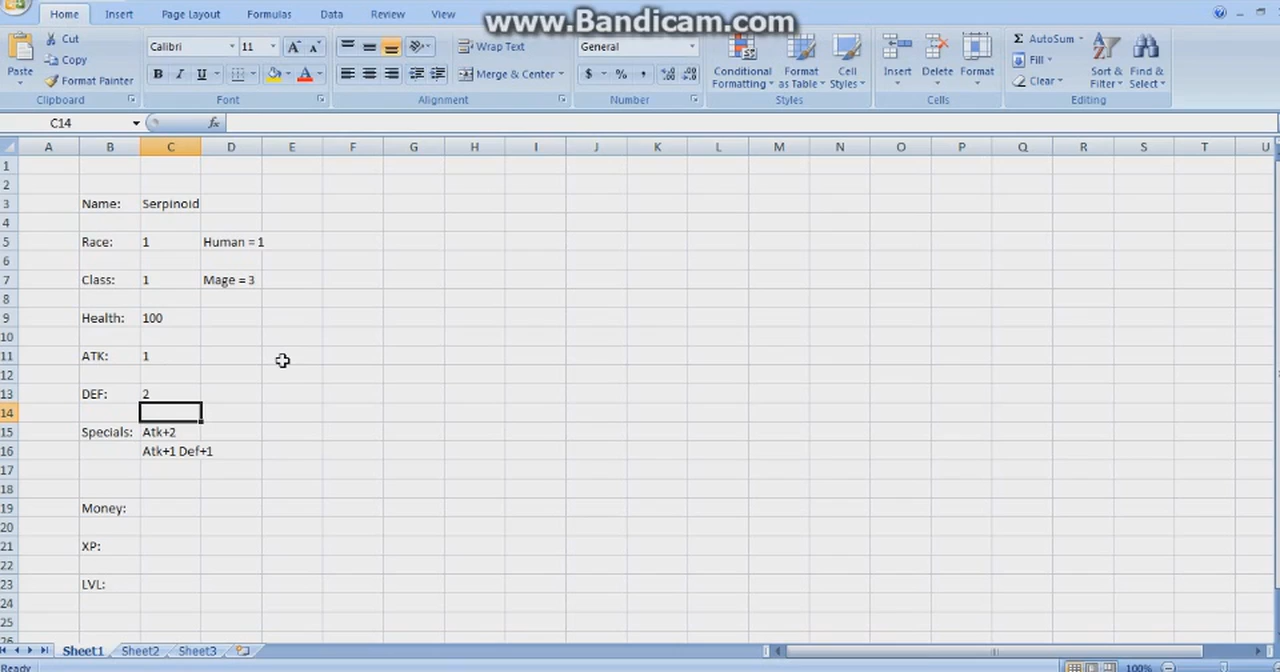 www.Bandicam.com
Home Insert Page Layout Formulas Data Review View
Cut
Copy
Format Painter
Paste
Clipboard
Calibri 11
B I U
Font
Wrap Text
Merge & Center
Alignment
General
$ % ,
Number
Conditional Formatting
Format as Table
Cell Styles
Styles
Insert Delete Format
Cells
Σ AutoSum
Fill
Clear
Sort & Filter
Find & Select
Editing
C14 fx
A B C D E F G H I J K L M N O P Q R S T U
1
2
3 Name: Serpinoid
4
5 Race: 1 Human = 1
6
7 Class: 1 Mage = 3
8
9 Health: 100
10
11 ATK: 1
12
13 DEF: 2
14
15 Specials: Atk+2
16 Atk+1 Def+1
17
18
19 Money:
20
21 XP:
22
23 LVL:
24
25
26
Sheet1 Sheet2 Sheet3
Ready 100%